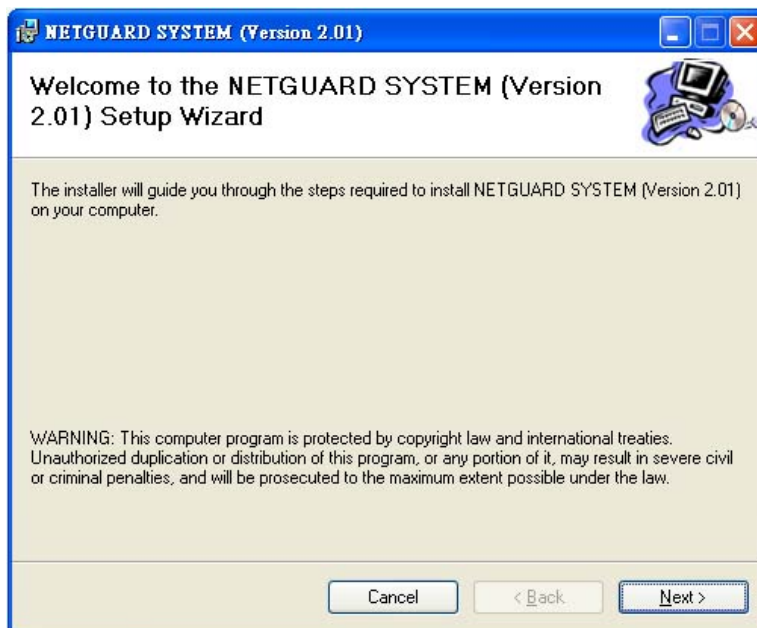 NETGUARD SYSTEM (Version 2.01)
Welcome to the NETGUARD SYSTEM (Version
2.01) Setup Wizard
The installer will guide you through the steps required to install NETGUARD SYSTEM (Version 2.01)
on your computer.
WARNING: This computer program is protected by copyright law and international treaties.
Unauthorized duplication or distribution of this program, or any portion of it, may result in severe civil
or criminal penalties, and will be prosecuted to the maximum extent possible under the law.
Cancel
< Back
Next >